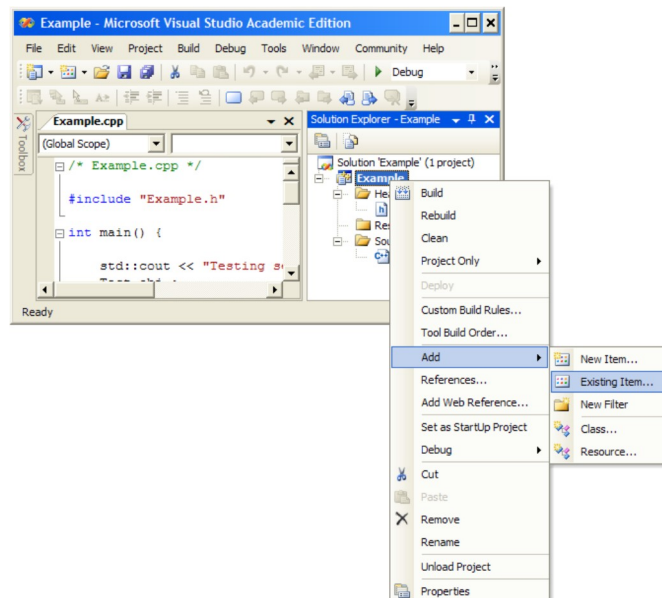 Example - Microsoft Visual Studio Academic Edition
File Edit View Project Build Debug Tools Window Community Help
Debug
Toolbox
Example.cpp
(Global Scope)
/* Example.cpp */
#include "Example.h"
int main() {
std::cout << "Testing
Solution Explorer - Example
Solution 'Example' (1 project)
Example
Ready
Build
Rebuild
Clean
Project Only
Deploy
Custom Build Rules...
Tool Build Order...
Add
References...
Add Web Reference...
Set as StartUp Project
Debug
Cut
Paste
Remove
Rename
Unload Project
Properties
New Item...
Existing Item...
New Filter
Class...
Resource...